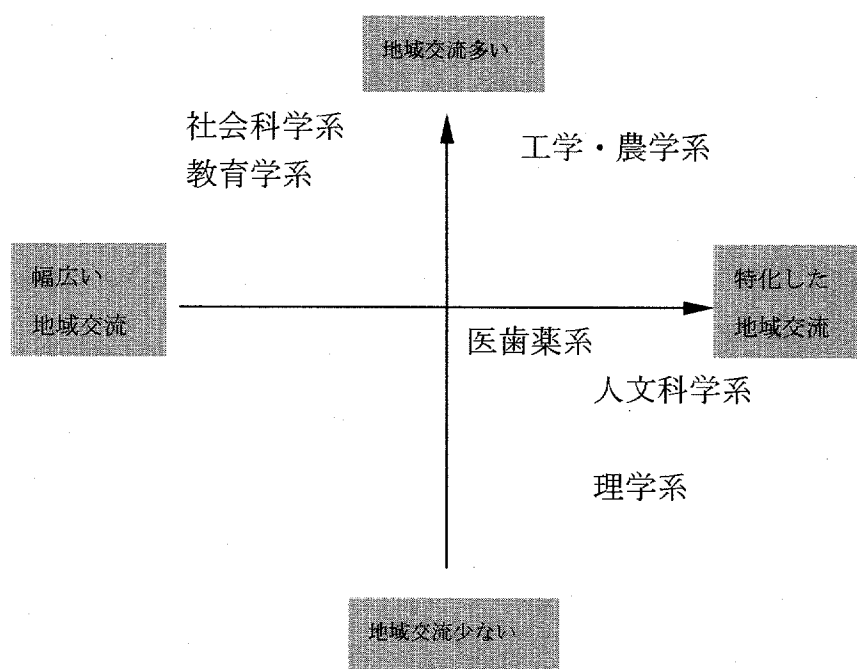 地域交流多い
社会科学系
教育学系
工学・農学系
幅広い
地域交流
特化した
地域交流
医歯薬系
人文科学系
理学系
地域交流少ない